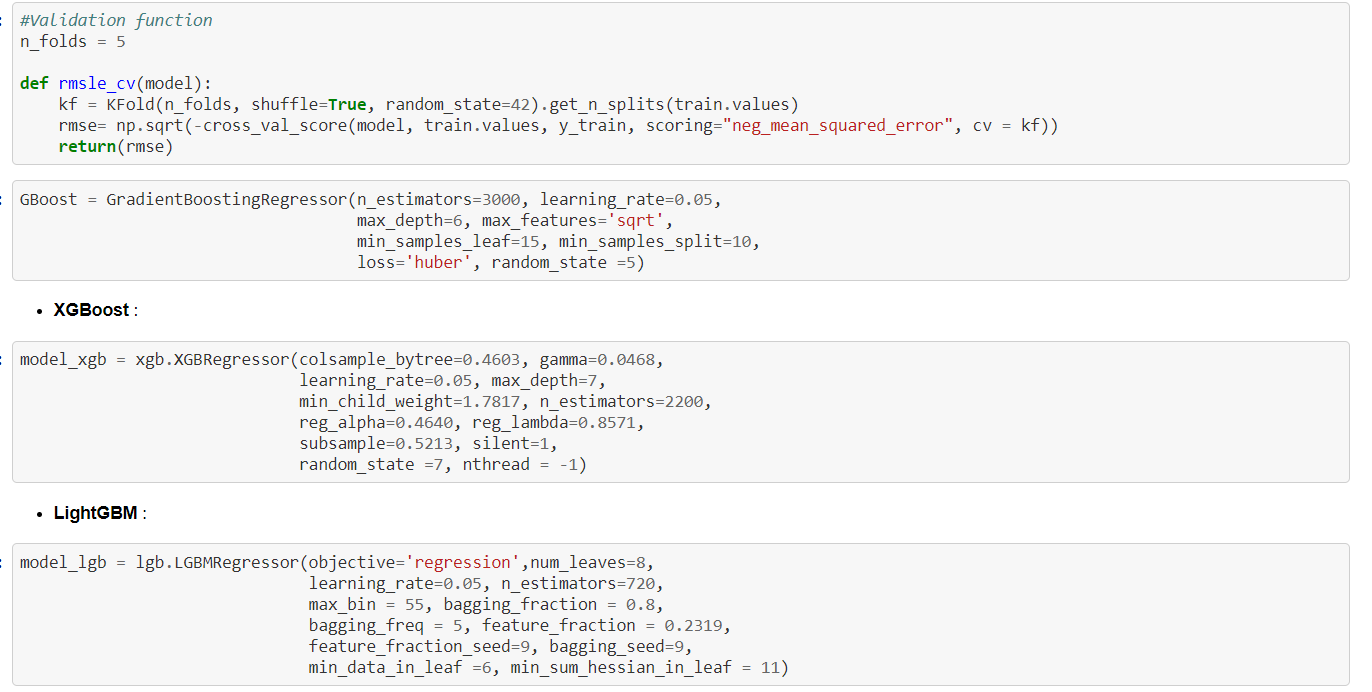 #Validation function
n_folds = 5
def rmsle_cv(model):
    kf = KFold(n_folds, shuffle=True, random_state=42).get_n_splits(train.values)
    rmse= np.sqrt(-cross_val_score(model, train.values, y_train, scoring="neg_mean_squared_error", cv = kf))
    return(rmse)
GBoost = GradientBoostingRegressor(n_estimators=3000, learning_rate=0.05,
                                   max_depth=6, max_features='sqrt',
                                   min_samples_leaf=15, min_samples_split=10,
                                   loss='huber', random_state =5)
• XGBoost :
model_xgb = xgb.XGBRegressor(colsample_bytree=0.4603, gamma=0.0468,
                             learning_rate=0.05, max_depth=7,
                             min_child_weight=1.7817, n_estimators=2200,
                             reg_alpha=0.4640, reg_lambda=0.8571,
                             subsample=0.5213, silent=1,
                             random_state =7, nthread = -1)
• LightGBM :
model_lgb = lgb.LGBMRegressor(objective='regression',num_leaves=8,
                              learning_rate=0.05, n_estimators=720,
                              max_bin = 55, bagging_fraction = 0.8,
                              bagging_freq = 5, feature_fraction = 0.2319,
                              feature_fraction_seed=9, bagging_seed=9,
                              min_data_in_leaf =6, min_sum_hessian_in_leaf = 11)